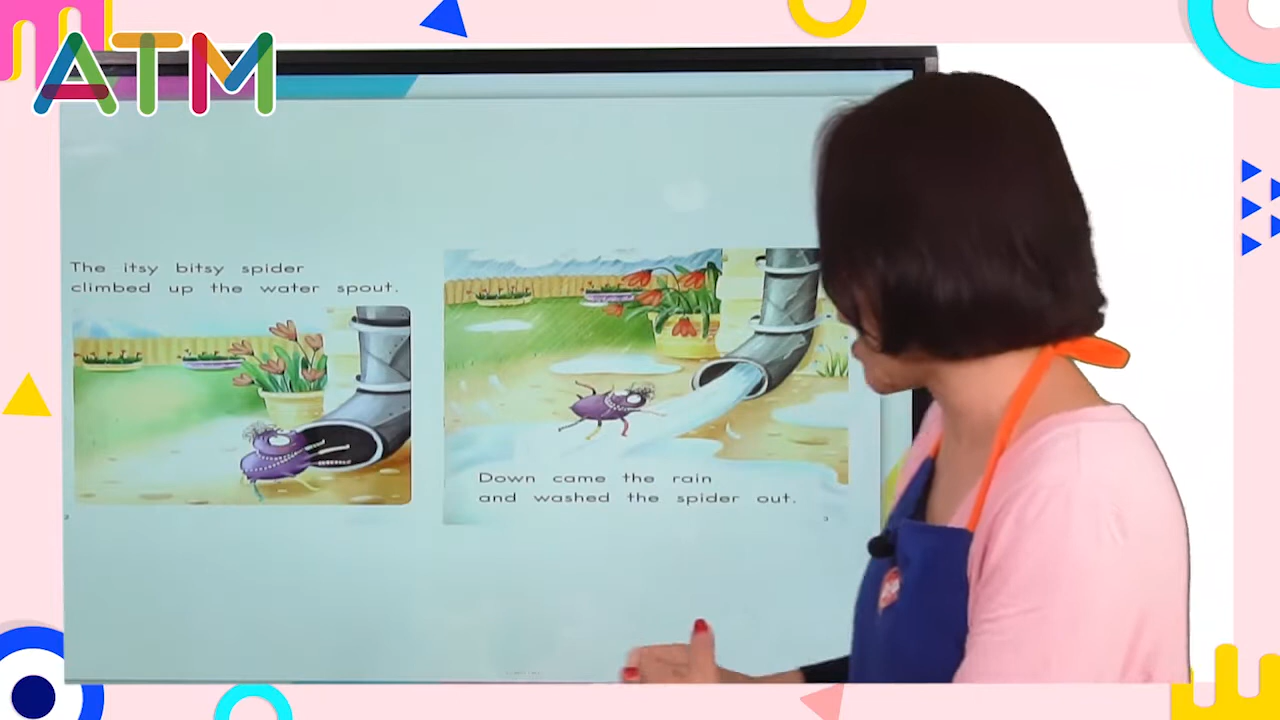 ATM
The itsy bitsy spider
climbed up the water spout.
Down came the rain
and washed the spider out.
3